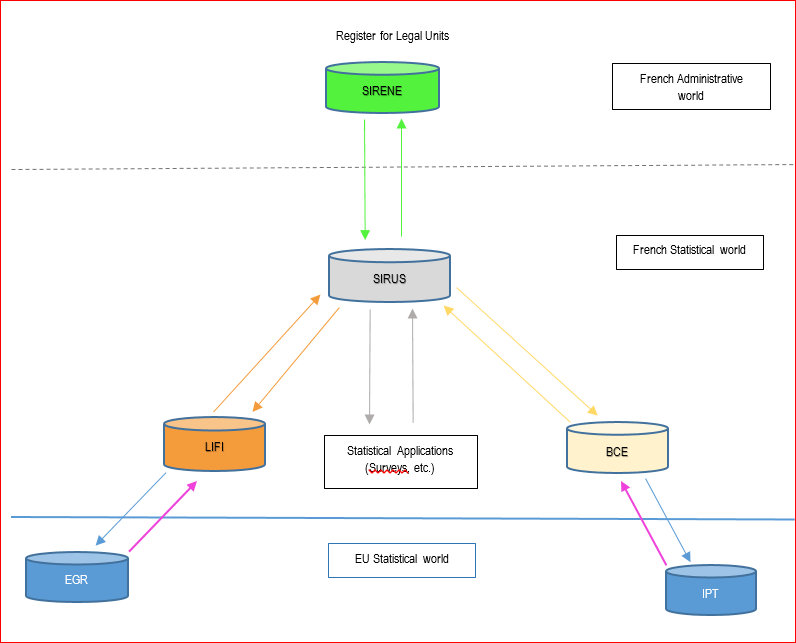 Register for Legal Units
SIRENE
French Administrative
world
French Statistical world
SIRUS
LIFI
Statistical Applications
(Surveys, etc.)
BCE
EU Statistical world
EGR
IPT